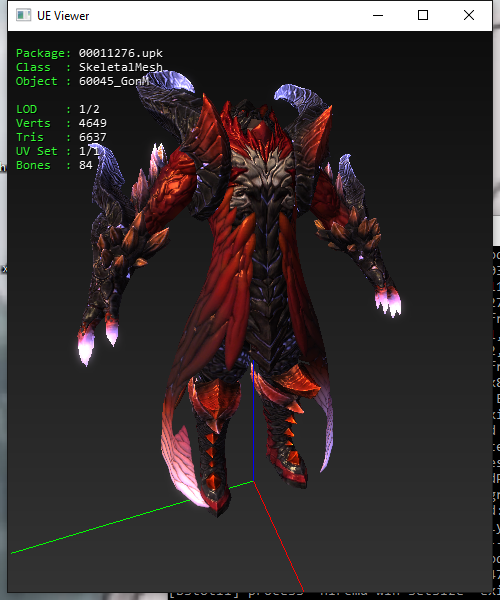 UE Viewer
Package: 00011276.upk
Class : SkeletalMesh
Object : 60045_GonM
LOD : 1/2
Verts : 4649
Tris : 6637
UV Set : 1/1
Bones : 84